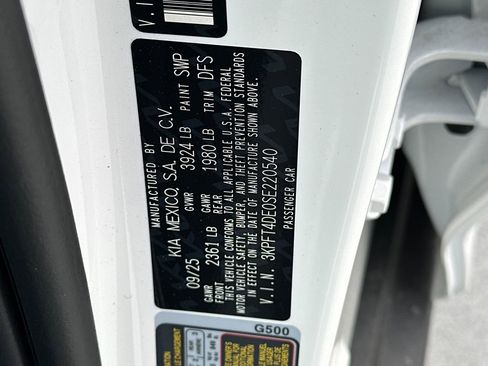 V.I
MANUFACTURED BY
KIA MEXICO, S.A. DE C.V.
09/25 GVWR 3924 LB PAINT SWP
GAWR FRONT 2361 LB GAWR REAR 1980 LB TRIM DFS
THIS VEHICLE CONFORMS TO ALL APPLICABLE U.S.A. FEDERAL
MOTOR VEHICLE SAFETY, BUMPER, AND THEFT PREVENTION STANDARDS
IN EFFECT ON THE DATE OF MANUFACTURE SHOWN ABOVE.
V.I.N. 3KPFT4DE0SE220540
PASSENGER CAR
G500